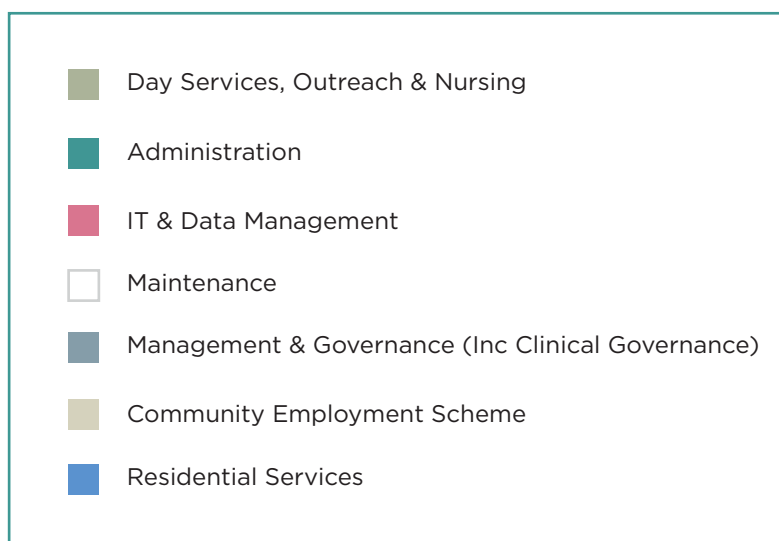 Day Services, Outreach & Nursing
Administration
IT & Data Management
Maintenance
Management & Governance (Inc Clinical Governance)
Community Employment Scheme
Residential Services